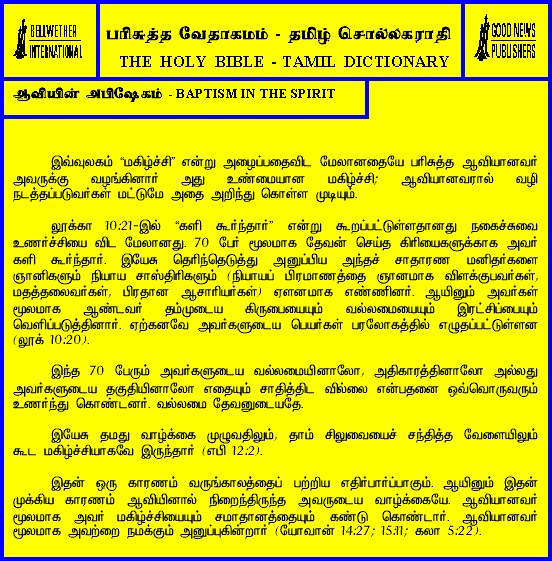 BELLWETHER
INTERNATIONAL
பரிசுத்த வேதாகமம் - தமிழ் சொல்லகராதி
THE HOLY BIBLE - TAMIL DICTIONARY
GOOD NEWS
PUBLISHERS
ஆவியின் அபிஷேகம் - BAPTISM IN THE SPIRIT
இவ்வுலகம் “மகிழ்ச்சி” என்று அழைப்பதைவிட மேலானதையே பரிசுத்த ஆவியானவர்
அவருக்கு வழங்கினார் அது உண்மையான மகிழ்ச்சி; ஆவியானவரால் வழி
நடத்தப்படுவர்கள் மட்டுமே அதை அறிந்து கொள்ள முடியும்.
லூக்கா 10:21-இல் “களி கூர்ந்தார்” என்று கூறப்பட்டுள்ளதானது நகைச்சுவை
உணர்ச்சியை விட மேலானது. 70 பேர் மூலமாக தேவன் செய்த கிரியைகளுக்காக அவர்
களி கூர்ந்தார். இயேசு தெரிந்தெடுத்து அனுப்பிய அந்தச் சாதாரண மனிதர்களை
ஞானிகளும் நியாய சாஸ்திரிகளும் (நியாயப் பிரமாணத்தை ஞானமாக விளக்குபவர்கள்,
மதத்தலைவர்கள், பிரதான ஆசாரியர்கள்) ஏளனமாக எண்ணினர். ஆயினும் அவர்கள்
மூலமாக ஆண்டவர் தம்முடைய கிருபையையும் வல்லமையையும் இரட்சிப்பையும்
வெளிப்படுத்தினார். ஏற்கனவே அவர்களுடைய பெயர்கள் பரலோகத்தில் எழுதப்பட்டுள்ளன
(லூக் 10:20).
இந்த 70 பேரும் அவர்களுடைய வல்லமையினாலோ, அதிகாரத்தினாலோ அல்லது
அவர்களுடைய தகுதியினாலோ எதையும் சாதித்திட வில்லை என்பதனை ஒவ்வொருவரும்
உணர்ந்து கொண்டனர். வல்லமை தேவனுடையதே.
இயேசு தமது வாழ்க்கை முழுவதிலும், தாம் சிலுவையைச் சந்தித்த வேளையிலும்
கூட மகிழ்ச்சியாகவே இருந்தார் (எபி 12:2).
இதன் ஒரு காரணம் வருங்காலத்தைப் பற்றிய எதிர்பார்ப்பாகும். ஆயினும் இதன்
முக்கிய காரணம் ஆவியினால் நிறைந்திருந்த அவருடைய வாழ்க்கையே. ஆவியானவர்
மூலமாக அவர் மகிழ்ச்சியையும் சமாதானத்தையும் கண்டு கொண்டார். ஆவியானவர்
மூலமாக அவற்றை நமக்கும் அனுப்புகின்றார் (யோவான் 14:27; 15:11; கலா 5:22).